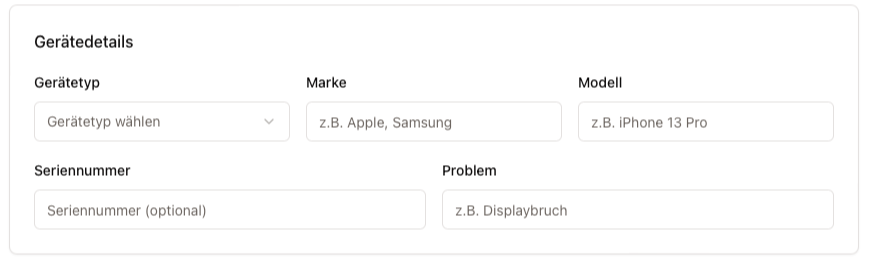 Gerätedetails
Gerätetyp Marke Modell
Gerätetyp wählen z.B. Apple, Samsung z.B. iPhone 13 Pro
Seriennummer Problem
Seriennummer (optional) z.B. Displaybruch